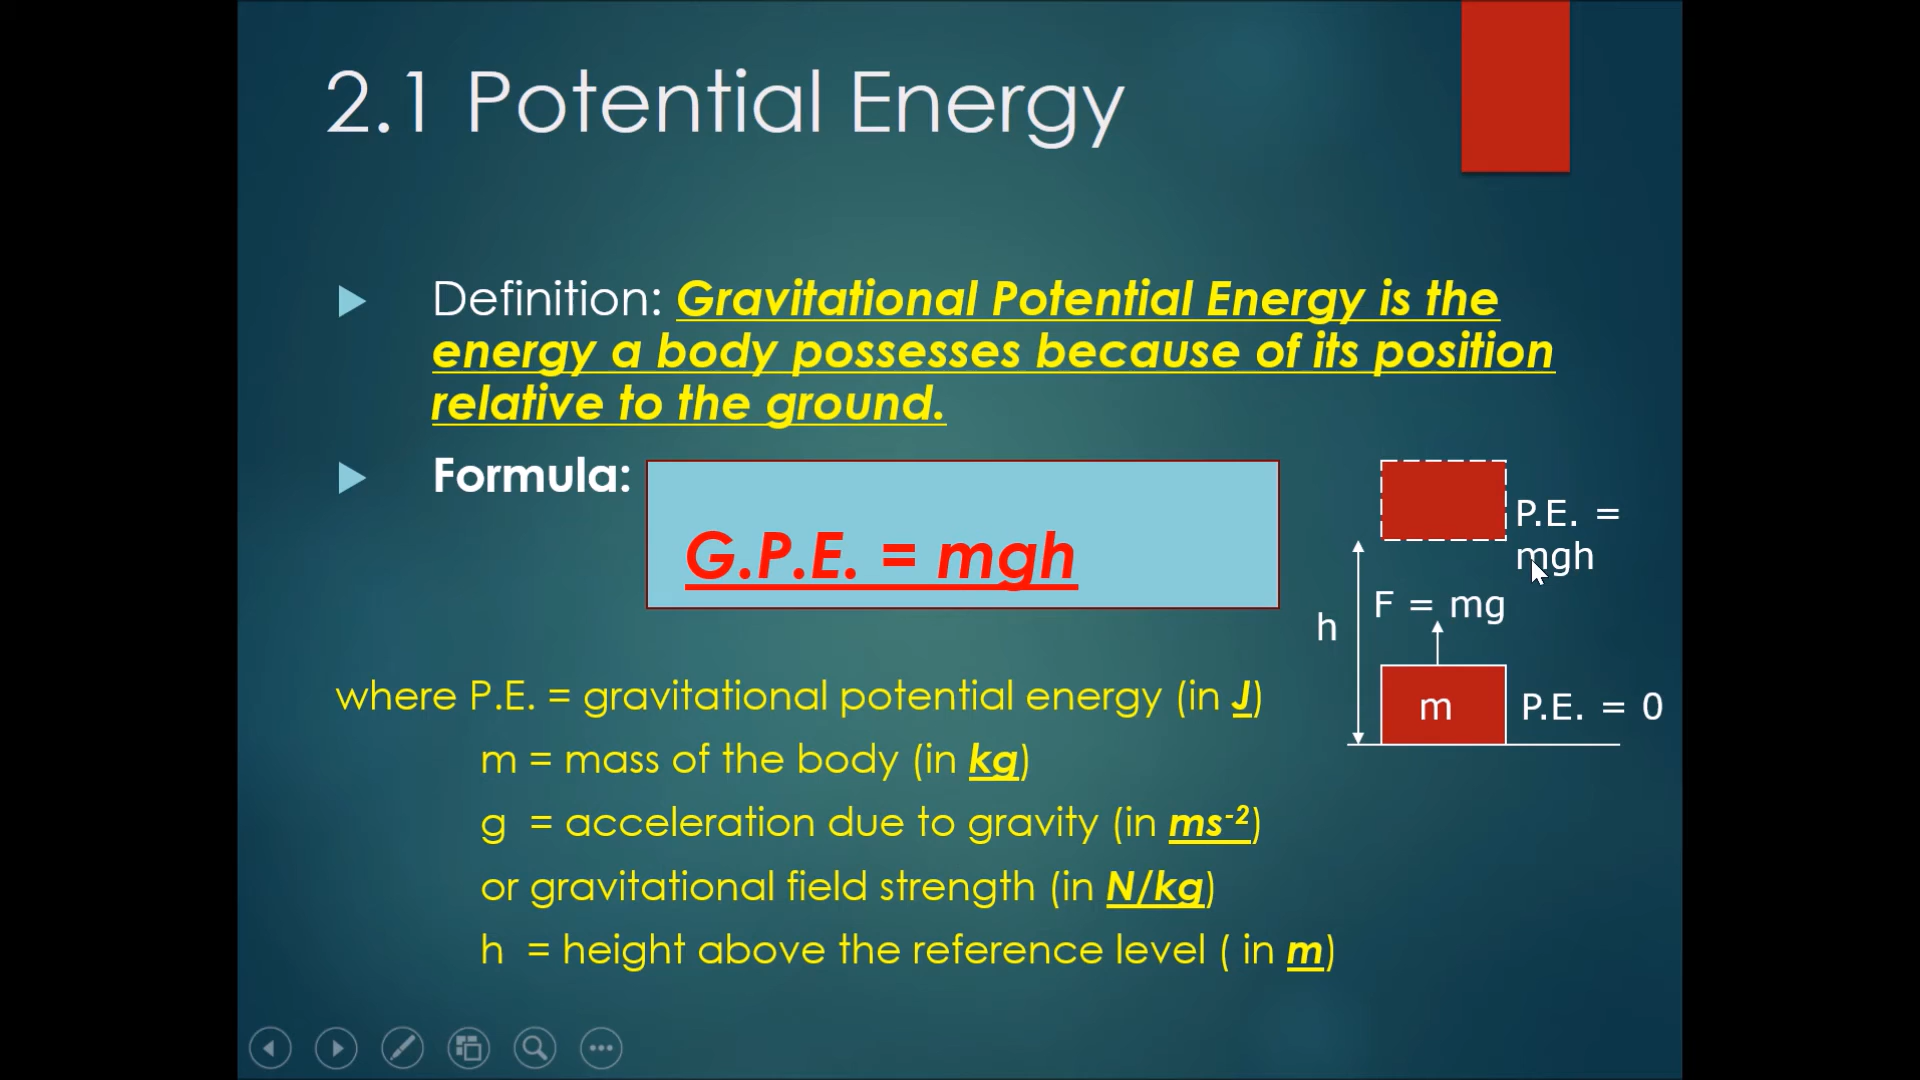 2.1 Potential Energy
Definition: Gravitational Potential Energy is the
energy a body possesses because of its position
relative to the ground.
Formula:
G.P.E. = mgh
P.E. =
mgh
F = mg
h
m
P.E. = 0
where P.E. = gravitational potential energy (in J)
m = mass of the body (in kg)
g = acceleration due to gravity (in ms⁻²)
or gravitational field strength (in N/kg)
h = height above the reference level ( in m)